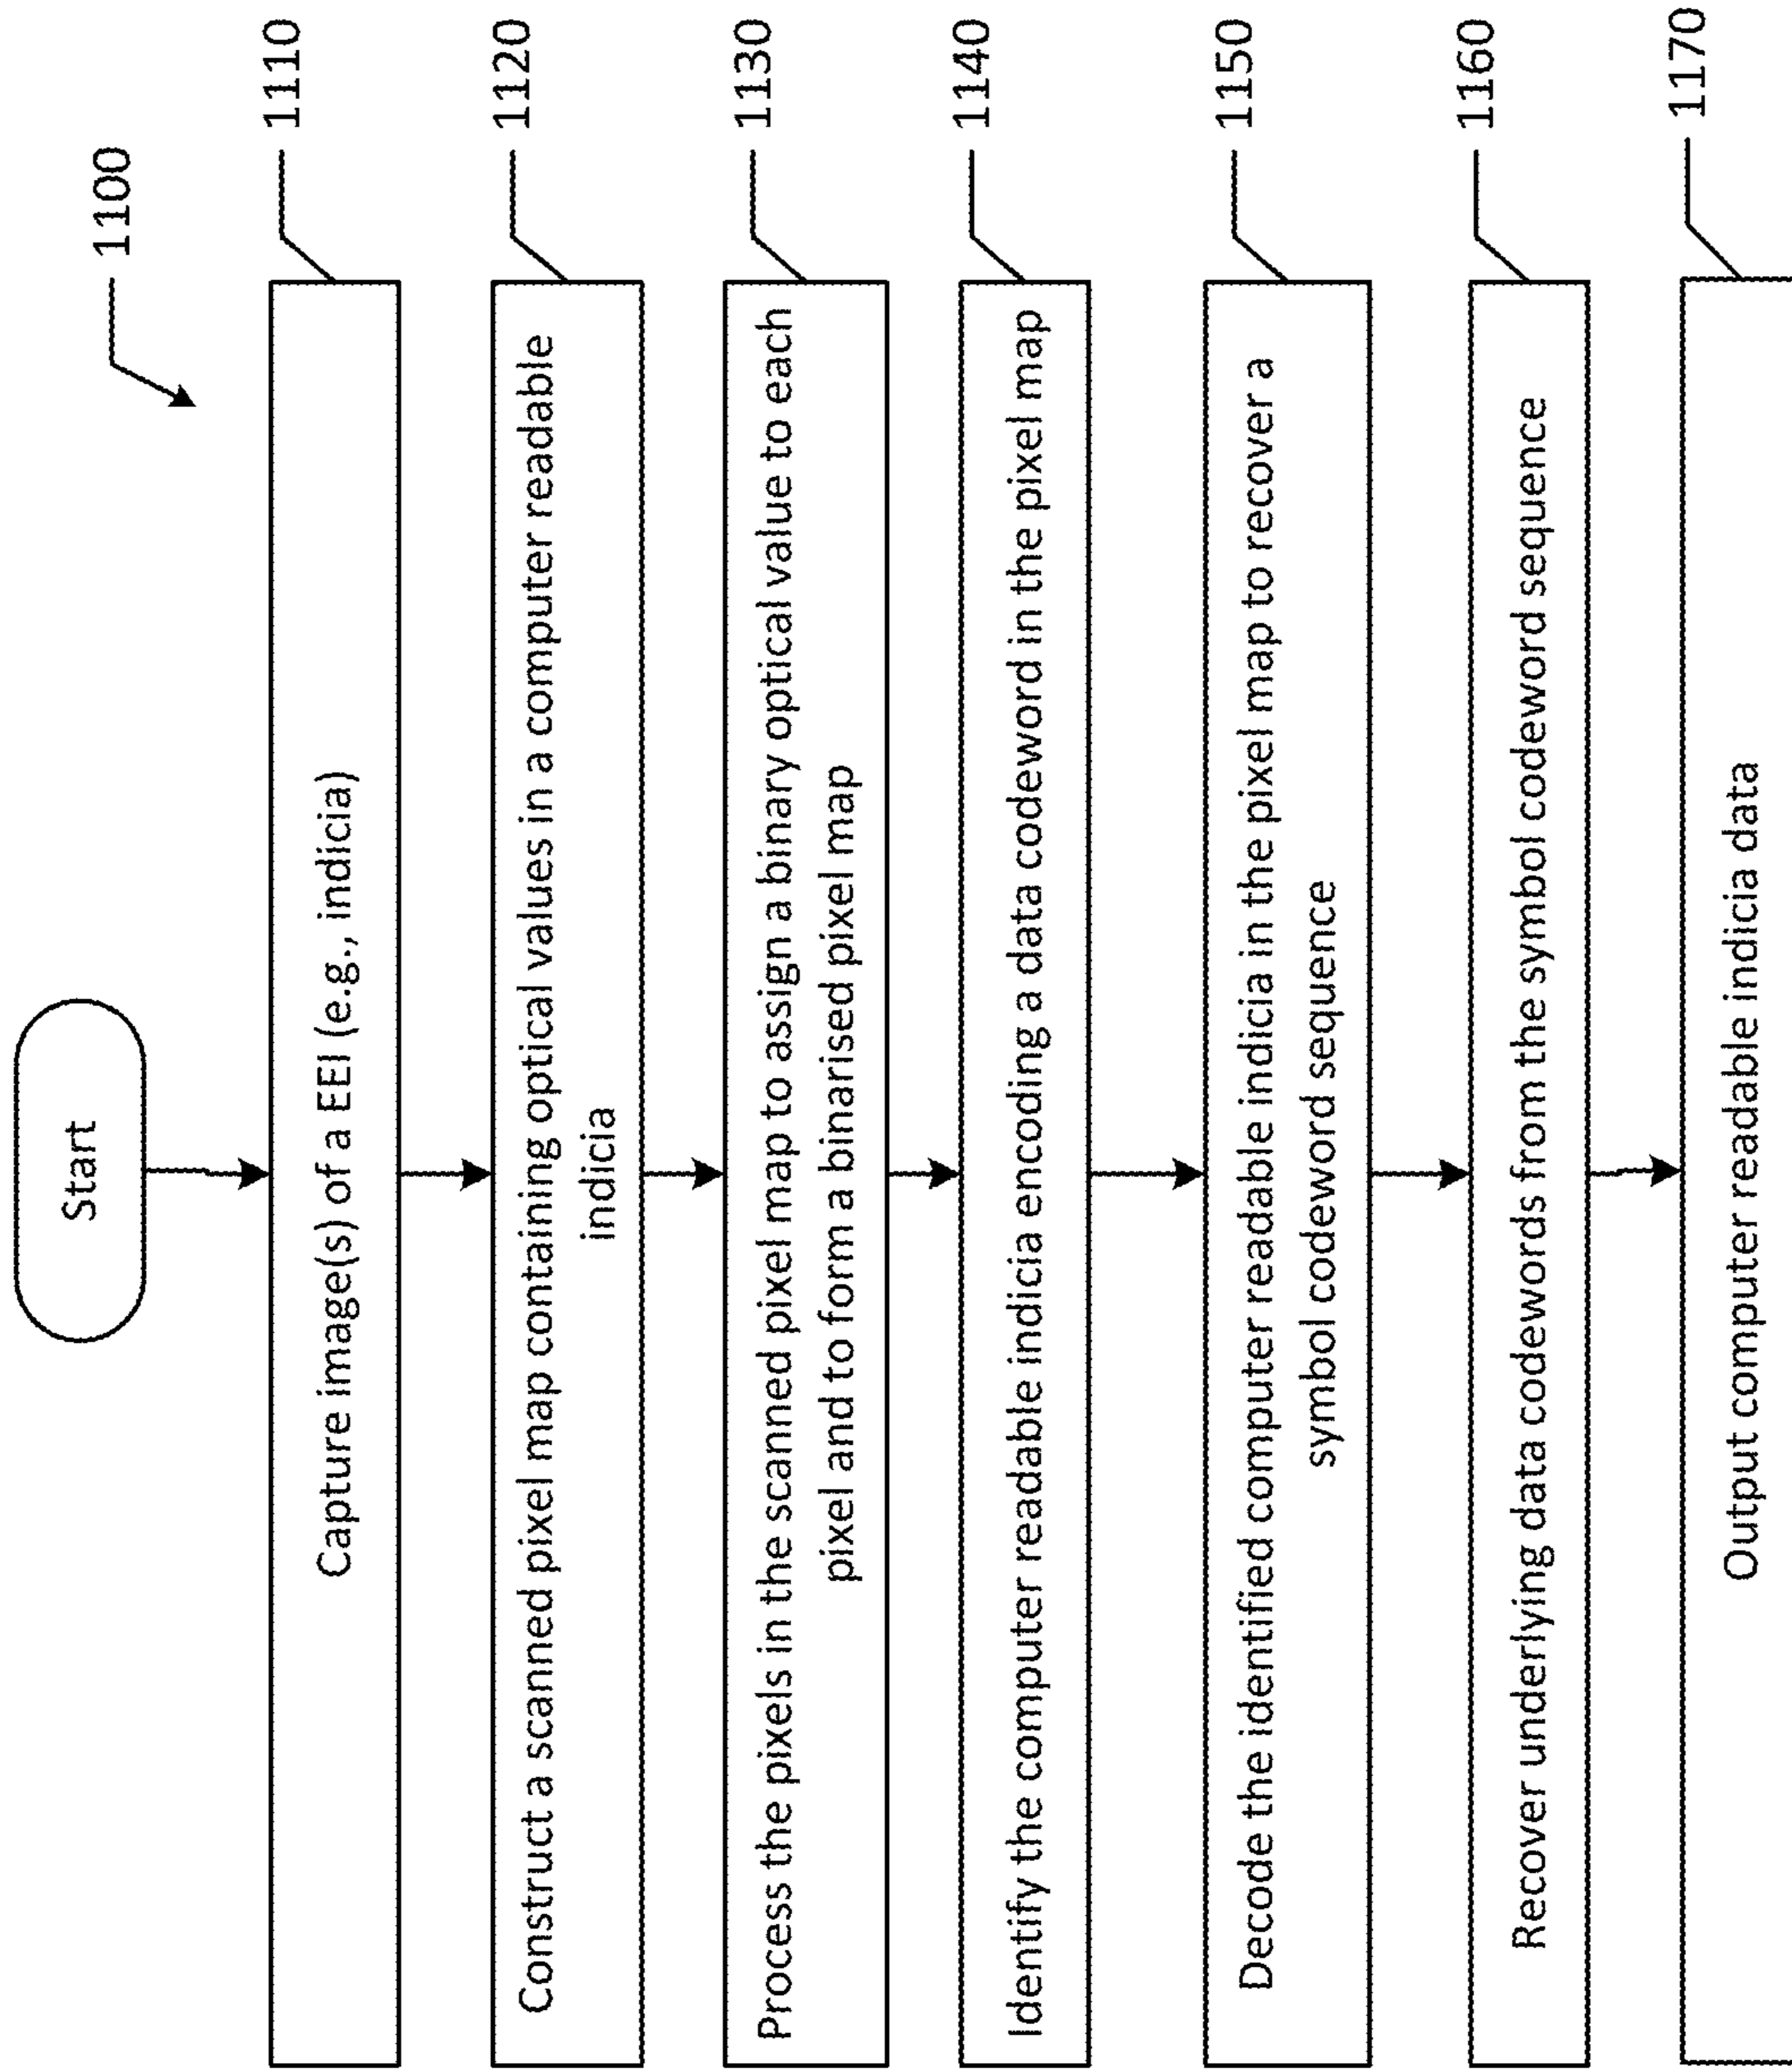 1100
Start
Capture image(s) of a EEI (e.g., indicia)
1110
Construct a scanned pixel map containing optical values in a computer readable
indicia
1120
Process the pixels in the scanned pixel map to assign a binary optical value to each
pixel and to form a binarised pixel map
1130
Identify the computer readable indicia encoding a data codeword in the pixel map
1140
Decode the identified computer readable indicia in the pixel map to recover a
symbol codeword sequence
1150
Recover underlying data codewords from the symbol codeword sequence
1160
Output computer readable indicia data
1170